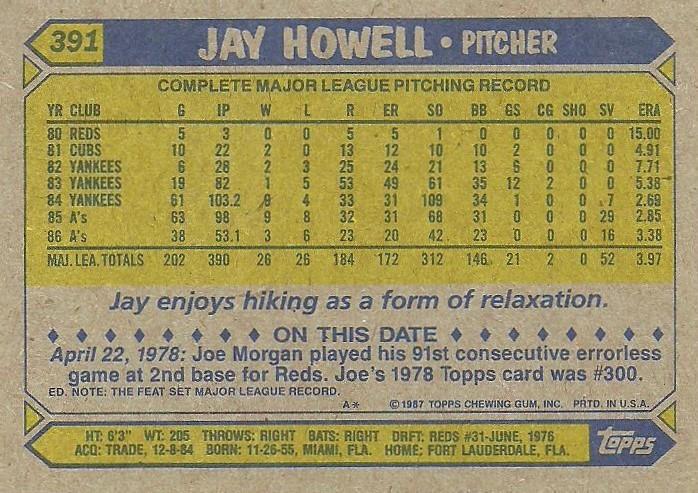 391 JAY HOWELL • PITCHER
COMPLETE MAJOR LEAGUE PITCHING RECORD
YR CLUB G IP W L R ER SO BB GS CG SHO SV ERA
80 REDS 5 3 0 0 5 5 1 0 0 0 0 0 15.00
81 CUBS 10 22 2 0 13 12 10 10 2 0 0 0 4.91
82 YANKEES 6 28 2 3 25 24 21 13 6 0 0 0 7.71
83 YANKEES 19 82 1 5 53 49 61 35 12 2 0 0 5.38
84 YANKEES 61 103.2 9 4 33 31 109 34 1 0 0 7 2.69
85 A's 63 98 9 8 32 31 68 31 0 0 0 29 2.85
86 A's 38 53.1 3 6 23 20 42 23 0 0 0 16 3.38
MAJ. LEA. TOTALS 202 390 26 26 184 172 312 146 21 2 0 52 3.97
Jay enjoys hiking as a form of relaxation.
ON THIS DATE
April 22, 1978: Joe Morgan played his 91st consecutive errorless
game at 2nd base for Reds. Joe's 1978 Topps card was #300.
ED. NOTE: THE FEAT SET MAJOR LEAGUE RECORD.
A* ©1987 TOPPS CHEWING GUM, INC. PRTD. IN U.S.A.
HT: 6'3" WT: 205 THROWS: RIGHT BATS: RIGHT DRFT: REDS #31-JUNE, 1976
ACQ: TRADE, 12-8-84 BORN: 11-26-55, MIAMI, FLA. HOME: FORT LAUDERDALE, FLA.
topps